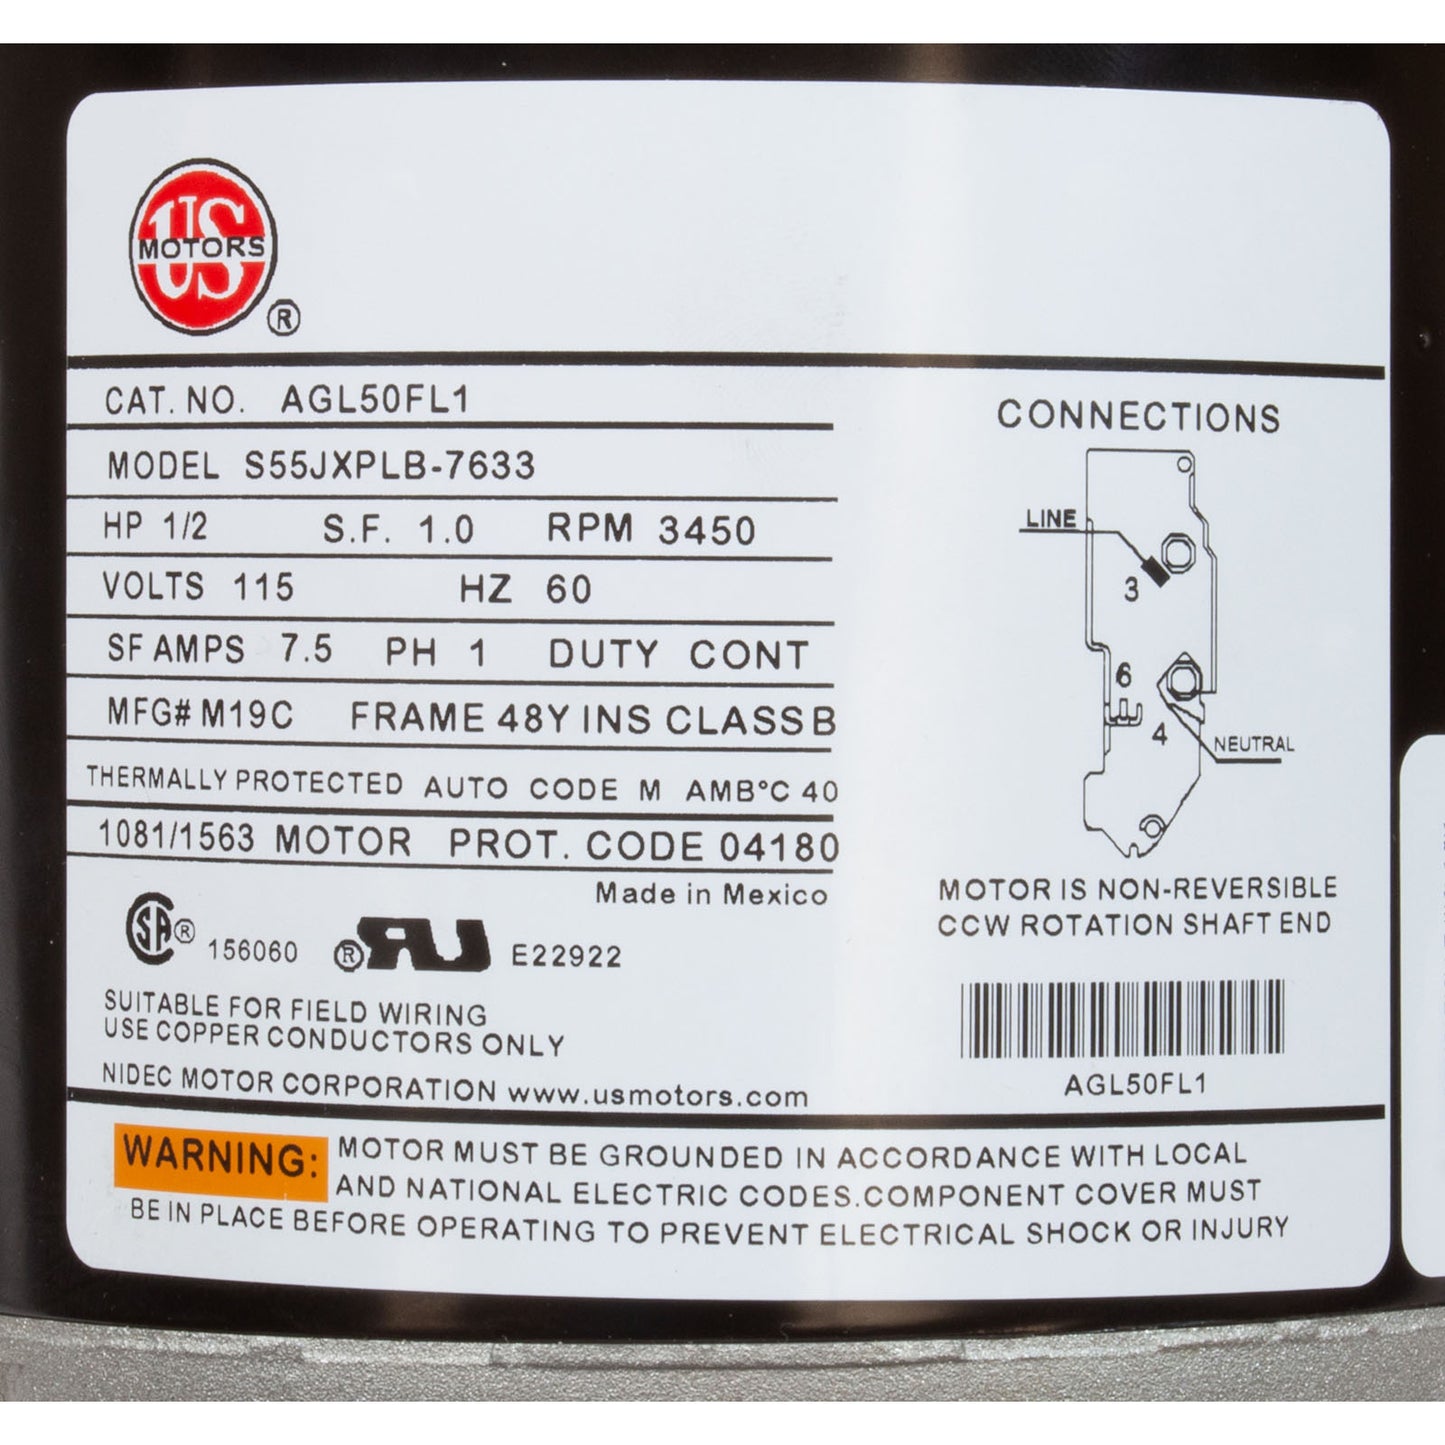 US
MOTORS
®
CAT. NO. AGL50FL1
MODEL S55JXPLB-7633
HP 1/2 S.F. 1.0 RPM 3450
VOLTS 115 HZ 60
SF AMPS 7.5 PH 1 DUTY CONT
MFG# M19C FRAME 48Y INS CLASS B
THERMALLY PROTECTED AUTO CODE M AMB°C 40
1081/1563 MOTOR PROT. CODE 04180
Made in Mexico
SA ® 156060 ® RU E22922
SUITABLE FOR FIELD WIRING
USE COPPER CONDUCTORS ONLY
NIDEC MOTOR CORPORATION www.usmotors.com
CONNECTIONS
LINE
3
6
4
NEUTRAL
MOTOR IS NON-REVERSIBLE
CCW ROTATION SHAFT END
AGL50FL1
WARNING: MOTOR MUST BE GROUNDED IN ACCORDANCE WITH LOCAL
AND NATIONAL ELECTRIC CODES.COMPONENT COVER MUST
BE IN PLACE BEFORE OPERATING TO PREVENT ELECTRICAL SHOCK OR INJURY